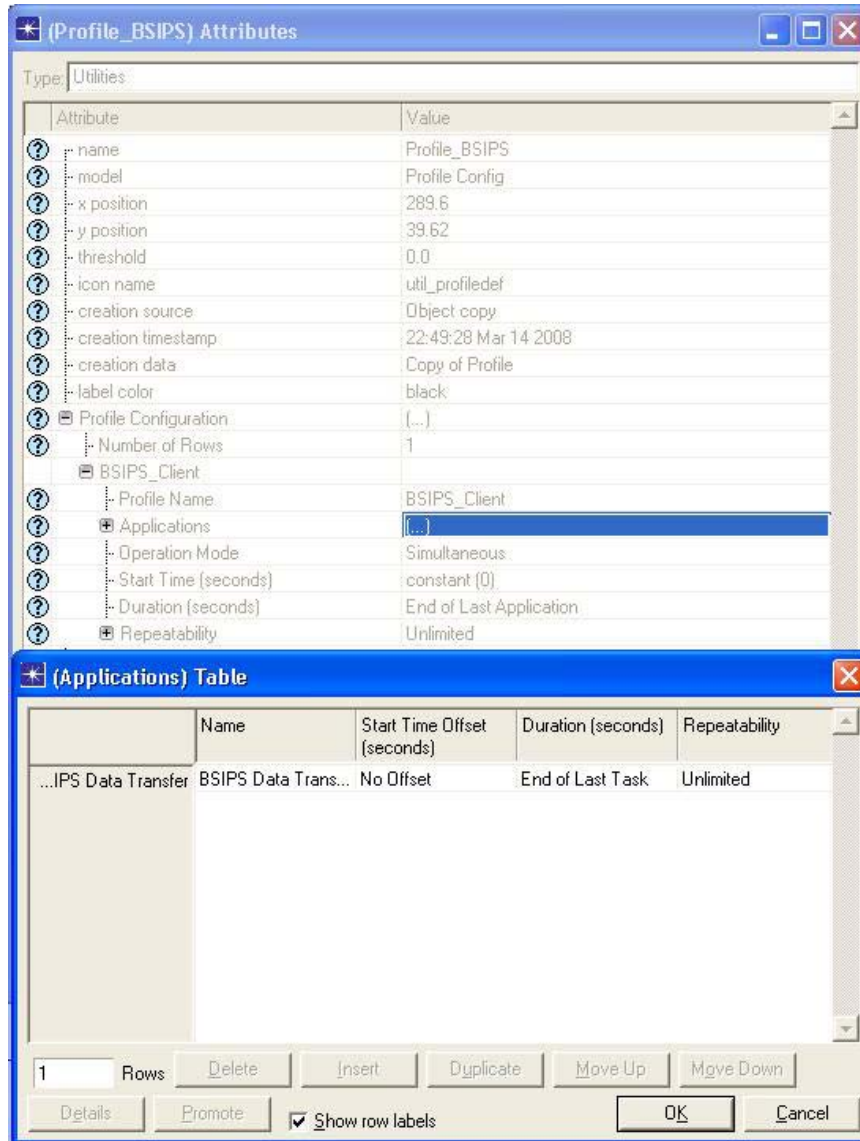 (Profile_BSIPS) Attributes
Type: Utilities
Attribute Value
name Profile_BSIPS
model Profile Config
x position 289.6
y position 39.62
threshold 0.0
icon name util_profiledef
creation source Object copy
creation timestamp 22:49:28 Mar 14 2008
creation data Copy of Profile
label color black
Profile Configuration (...)
Number of Rows 1
BSIPS_Client
Profile Name BSIPS_Client
Applications (...)
Operation Mode Simultaneous
Start Time (seconds) constant (0)
Duration (seconds) End of Last Application
Repeatability Unlimited
(Applications) Table
Name Start Time Offset (seconds) Duration (seconds) Repeatability
...IPS Data Transfer BSIPS Data Trans... No Offset End of Last Task Unlimited
1 Rows Delete Insert Duplicate Move Up Move Down
Details Promote Show row labels OK Cancel